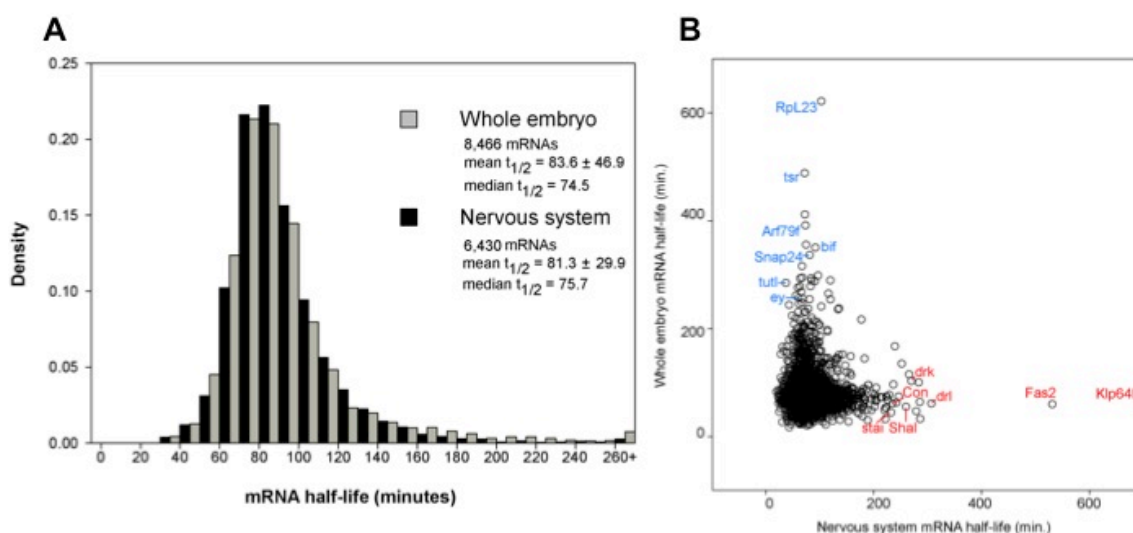 A
0.25
0.20
0.15
0.10
0.05
0.00
Density
Whole embryo
8,466 mRNAs
mean t1/2 = 83.6 ± 46.9
median t1/2 = 74.5
Nervous system
6,430 mRNAs
mean t1/2 = 81.3 ± 29.9
median t1/2 = 75.7
0 20 40 60 80 100 120 140 160 180 200 220 240 260+
mRNA half-life (minutes)
B
600
400
200
0
Whole embryo mRNA half-life (min.)
RpL23
tsr
Arf79f
bif
Snap24
tutl
ey
drk
Con
drl
Fas2
stai Shal
0 200 400 600
Nervous system mRNA half-life (min.)